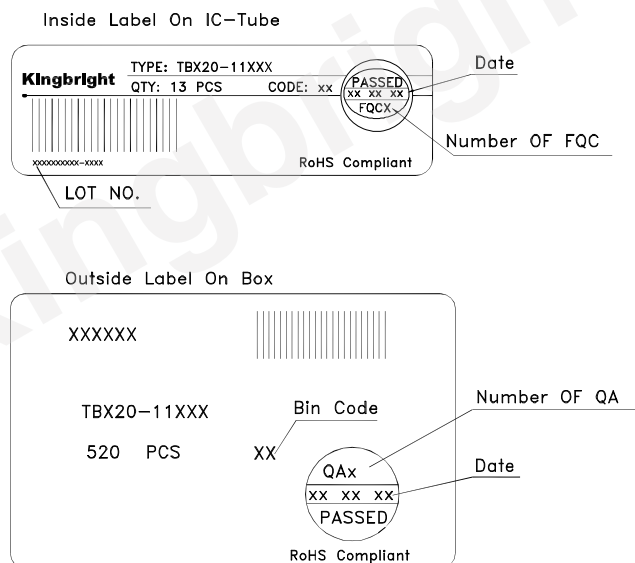 Inside Label On IC-Tube
Kingbright
TYPE: TBX20-11XXX
QTY: 13 PCS CODE: xx
PASSED
xx xx xx
FQCX
Date
Number OF FQC
xxxxxxxxxx-xxxx
RoHS Compliant
LOT NO.
Outside Label On Box
XXXXXX
TBX20-11XXX
Bin Code
Number OF QA
520 PCS
XX
QAx
Date
xx xx xx
PASSED
RoHS Compliant
Kingbright